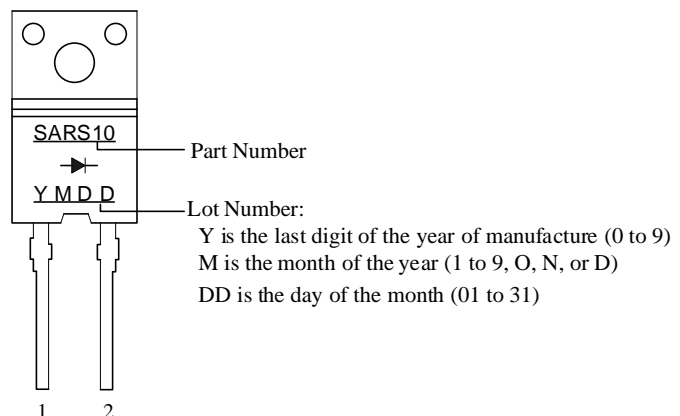 SARS10
Part Number
Y M D D
Lot Number:
Y is the last digit of the year of manufacture (0 to 9)
M is the month of the year (1 to 9, O, N, or D)
DD is the day of the month (01 to 31)
1 2